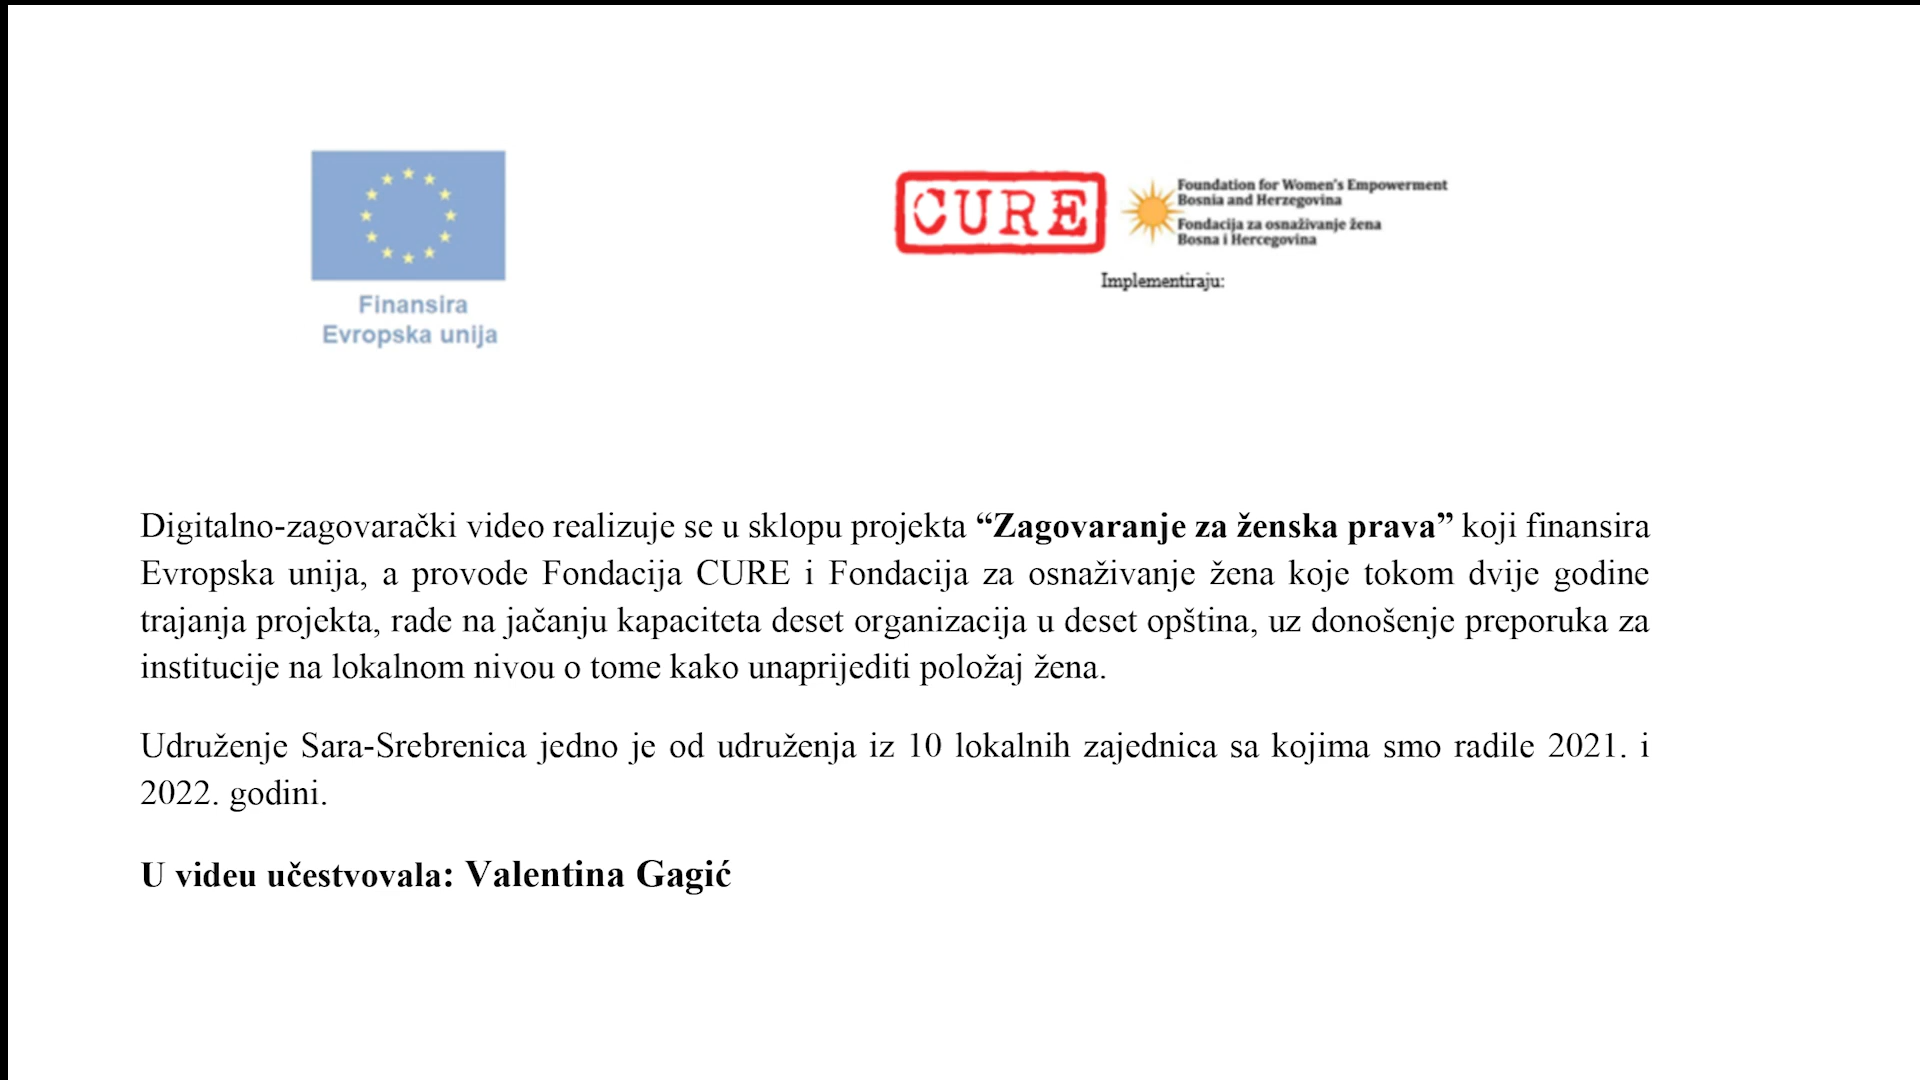 Finansira
Evropska unija
CURE
Foundation for Women's Empowerment
Bosnia and Herzegovina
Fondacija za osnaživanje žena
Bosna i Hercegovina
Implementiraju:
Digitalno-zagovarački video realizuje se u sklopu projekta “Zagovaranje za ženska prava” koji finansira
Evropska unija, a provode Fondacija CURE i Fondacija za osnaživanje žena koje tokom dvije godine
trajanja projekta, rade na jačanju kapaciteta deset organizacija u deset opština, uz donošenje preporuka za
institucije na lokalnom nivou o tome kako unaprijediti položaj žena.
Udruženje Sara-Srebrenica jedno je od udruženja iz 10 lokalnih zajednica sa kojima smo radile 2021. i
2022. godini.
U videu učestvovala: Valentina Gagić